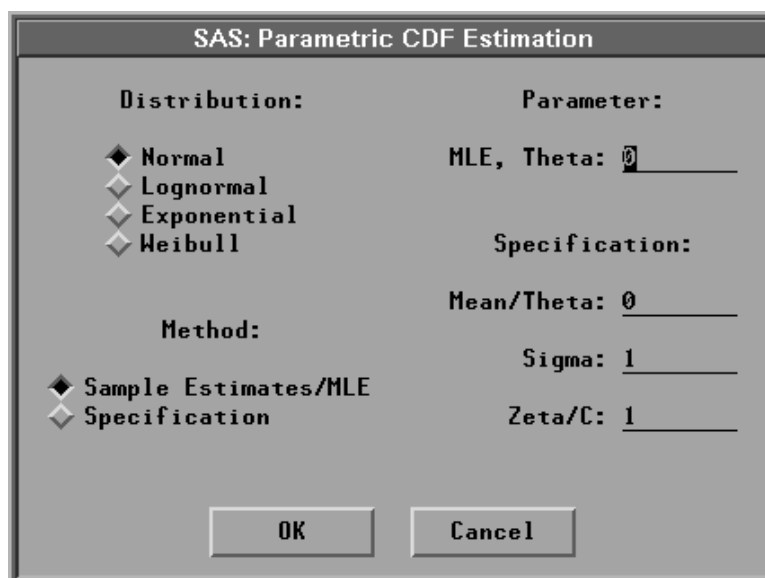 SAS: Parametric CDF Estimation
Distribution:
Normal
Lognormal
Exponential
Weibull
Method:
Sample Estimates/MLE
Specification
Parameter:
MLE, Theta: 0
Specification:
Mean/Theta: 0
Sigma: 1
Zeta/C: 1
OK
Cancel